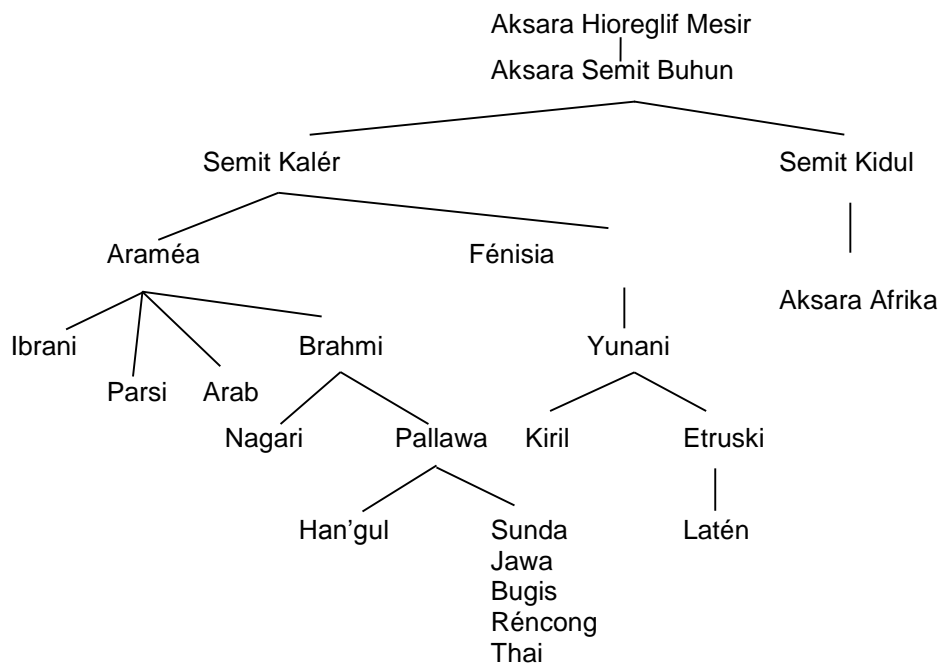 Aksara Hioreglif Mesir
Aksara Semit Buhun
Semit Kalér
Semit Kidul
Araméa
Fénisia
Aksara Afrika
Ibrani
Brahmi
Yunani
Parsi
Arab
Nagari
Pallawa
Kiril
Etruski
Han’gul
Sunda
Latén
Jawa
Bugis
Réncong
Thai